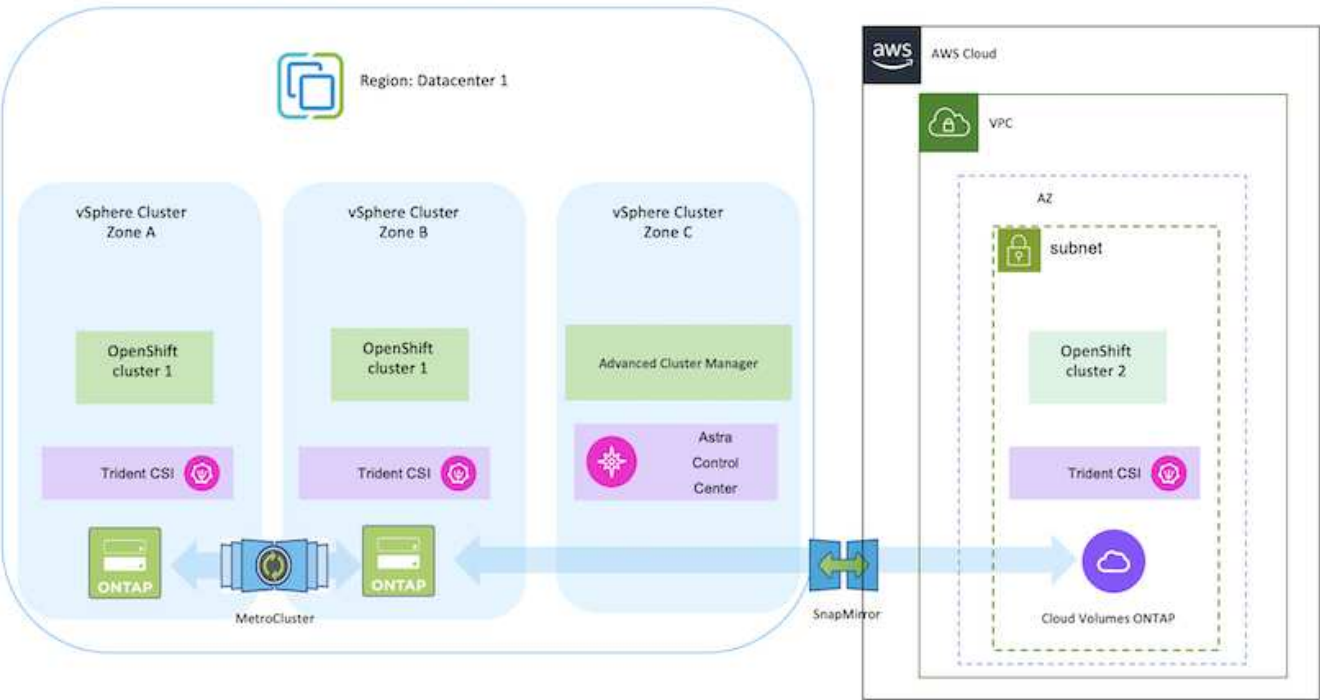 Region: Datacenter 1
aws
AWS Cloud
VPC
AZ
subnet
vSphere Cluster
Zone A
vSphere Cluster
Zone B
vSphere Cluster
Zone C
OpenShift
cluster 1
OpenShift
cluster 1
Advanced Cluster Manager
OpenShift
cluster 2
Trident CSI
Trident CSI
Astra
Control
Center
Trident CSI
ONTAP
ONTAP
MetroCluster
SnapMirror
Cloud Volumes ONTAP